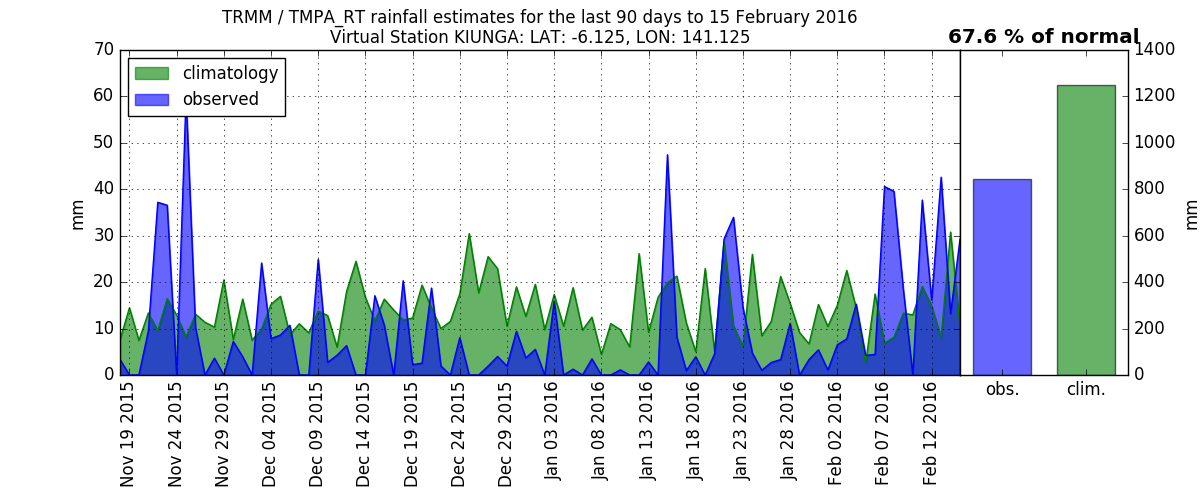 TRMM / TMPA_RT rainfall estimates for the last 90 days to 15 February 2016
Virtual Station KIUNGA: LAT: -6.125, LON: 141.125
67.6 % of normal
climatology
observed
mm
70
60
50
40
30
20
10
0
1400
1200
1000
800
600
400
200
0
mm
Nov 19 2015
Nov 24 2015
Nov 29 2015
Dec 04 2015
Dec 09 2015
Dec 14 2015
Dec 19 2015
Dec 24 2015
Dec 29 2015
Jan 03 2016
Jan 08 2016
Jan 13 2016
Jan 18 2016
Jan 23 2016
Jan 28 2016
Feb 02 2016
Feb 07 2016
Feb 12 2016
obs.
clim.